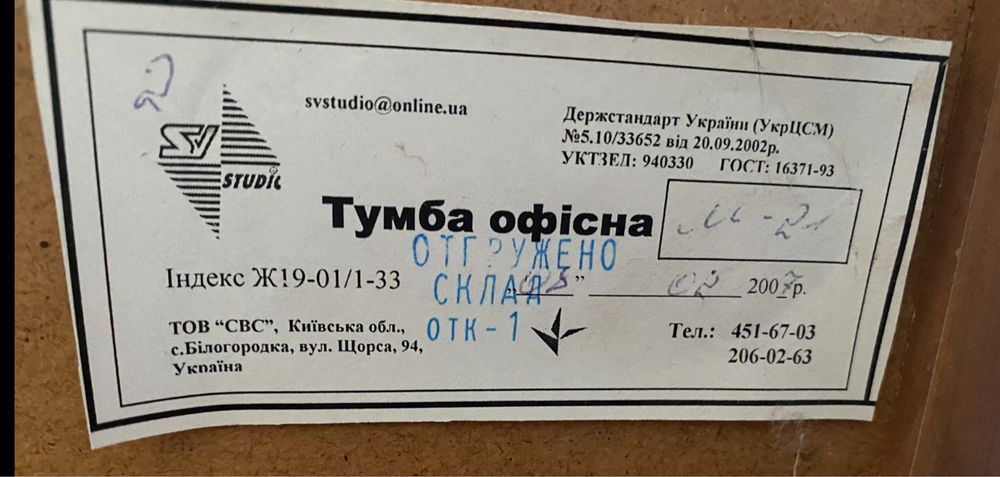 svstudio@online.ua
Держстандарт України (УкрЦСМ)
№5.10/33652 від 20.09.2002р.
УКТЗЕЛ: 940330 ГОСТ: 16371-93
SV
STUDIO
Тумба офісна
М-21
ОТГРУЖЕНО
Індекс Ж19-01/1-33
СКЛАД
„ ” 02 2007р.
ТОВ “СВС”, Київська обл.,
ОТК-1
Тел.: 451-67-03
с.Білогородка, вул. Щорса, 94,
206-02-63
Україна